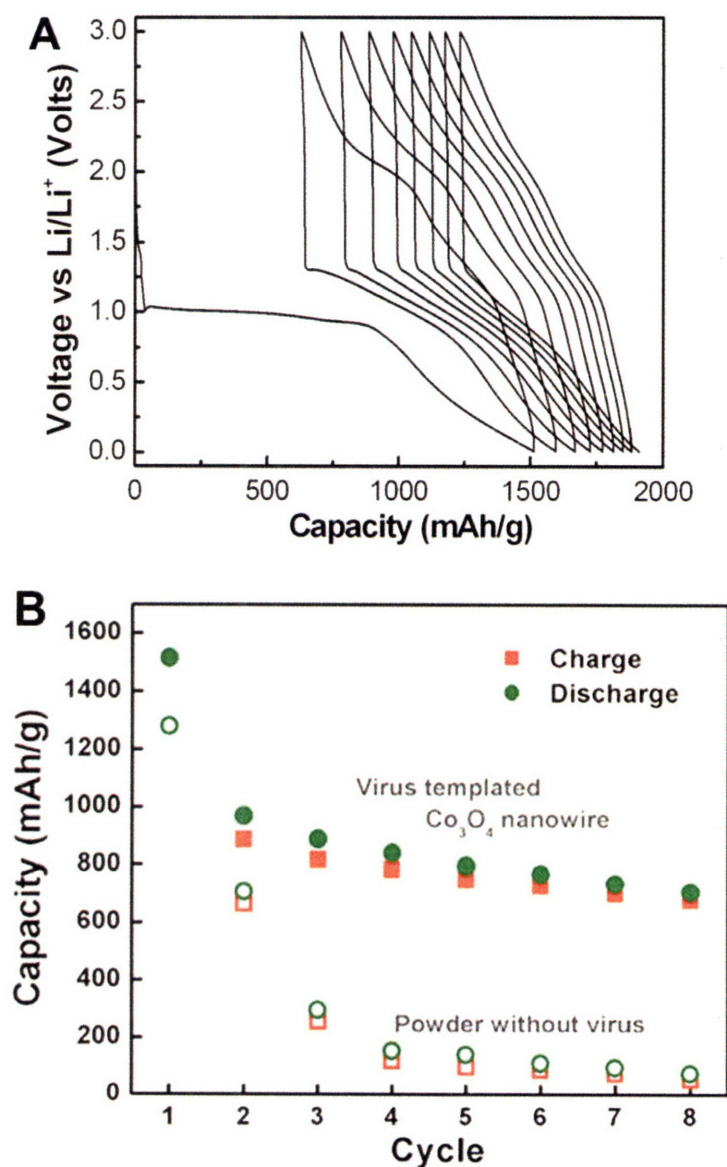 A
Voltage vs Li/Li⁺ (Volts)
3.0
2.5
2.0
1.5
1.0
0.5
0.0
0
500
1000
1500
2000
Capacity (mAh/g)
B
Capacity (mAh/g)
1600
1400
1200
1000
800
600
400
200
0
Charge
Discharge
Virus templated
Co₃O₄ nanowire
Powder without virus
1
2
3
4
5
6
7
8
Cycle